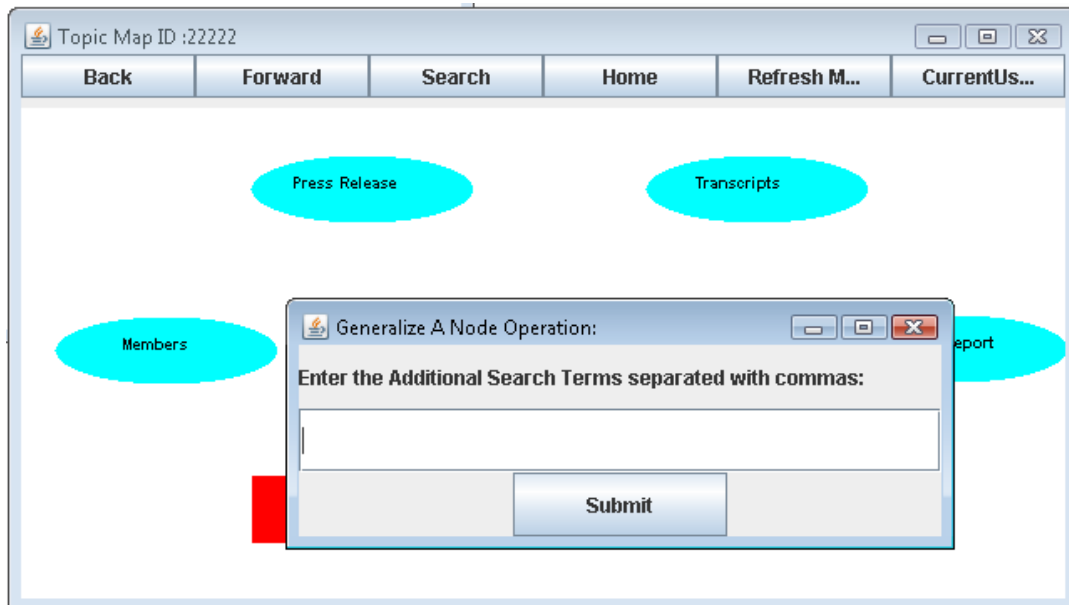 Topic Map ID :22222
Back Forward Search Home Refresh M... CurrentUs...
Press Release Transcripts
Generalize A Node Operation:
Members eport
Enter the Additional Search Terms separated with commas:
Submit